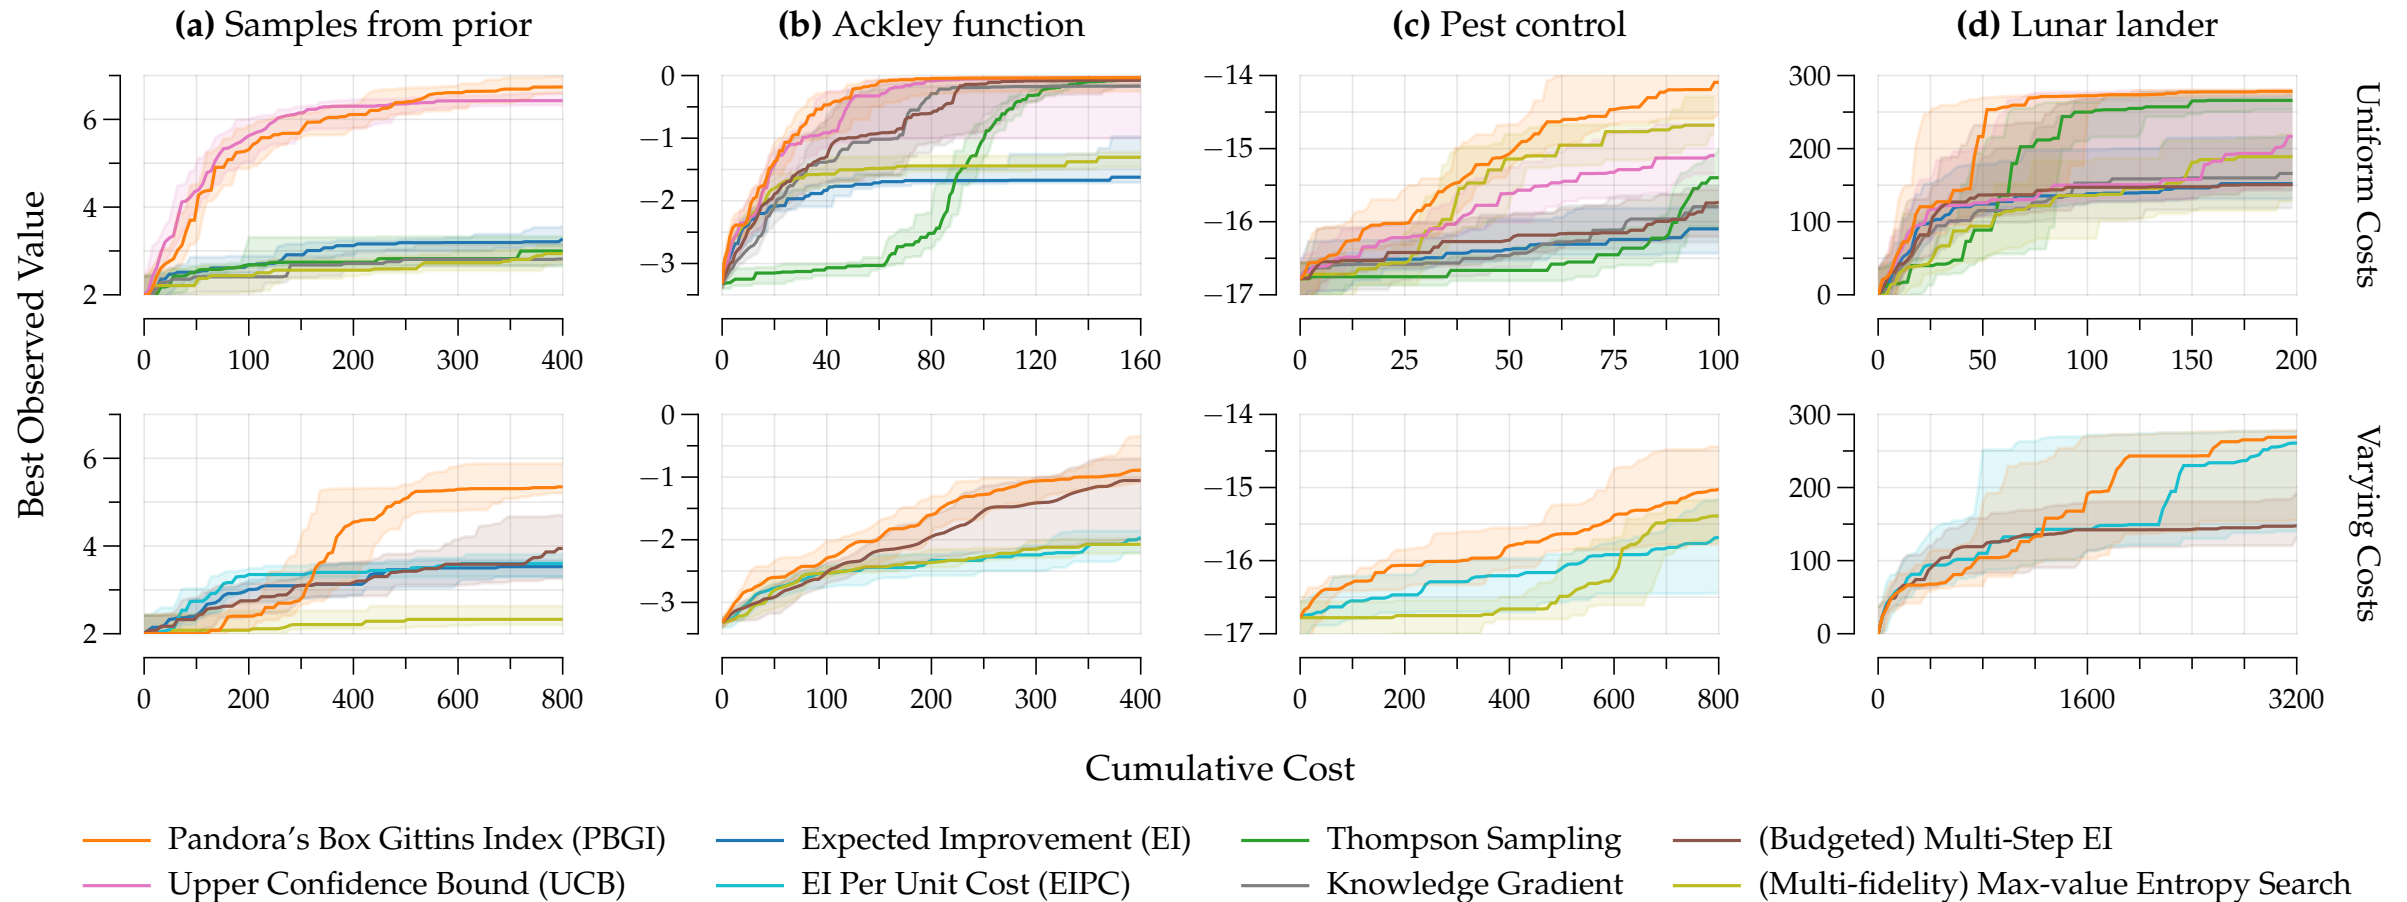 (a) Samples from prior
(b) Ackley function
(c) Pest control
(d) Lunar lander
Best Observed Value
6
4
2
0 100 200 300 400
0
−1
−2
−3
0 40 80 120 160
−14
−15
−16
−17
0 25 50 75 100
300
200
100
0
0 50 100 150 200
Uniform Costs
6
4
2
0 200 400 600 800
0
−1
−2
−3
0 100 200 300 400
−14
−15
−16
−17
0 200 400 600 800
300
200
100
0
0 1600 3200
Varying Costs
Cumulative Cost
Pandora's Box Gittins Index (PBGI)
Expected Improvement (EI)
Thompson Sampling
(Budgeted) Multi-Step EI
Upper Confidence Bound (UCB)
EI Per Unit Cost (EIPC)
Knowledge Gradient
(Multi-fidelity) Max-value Entropy Search